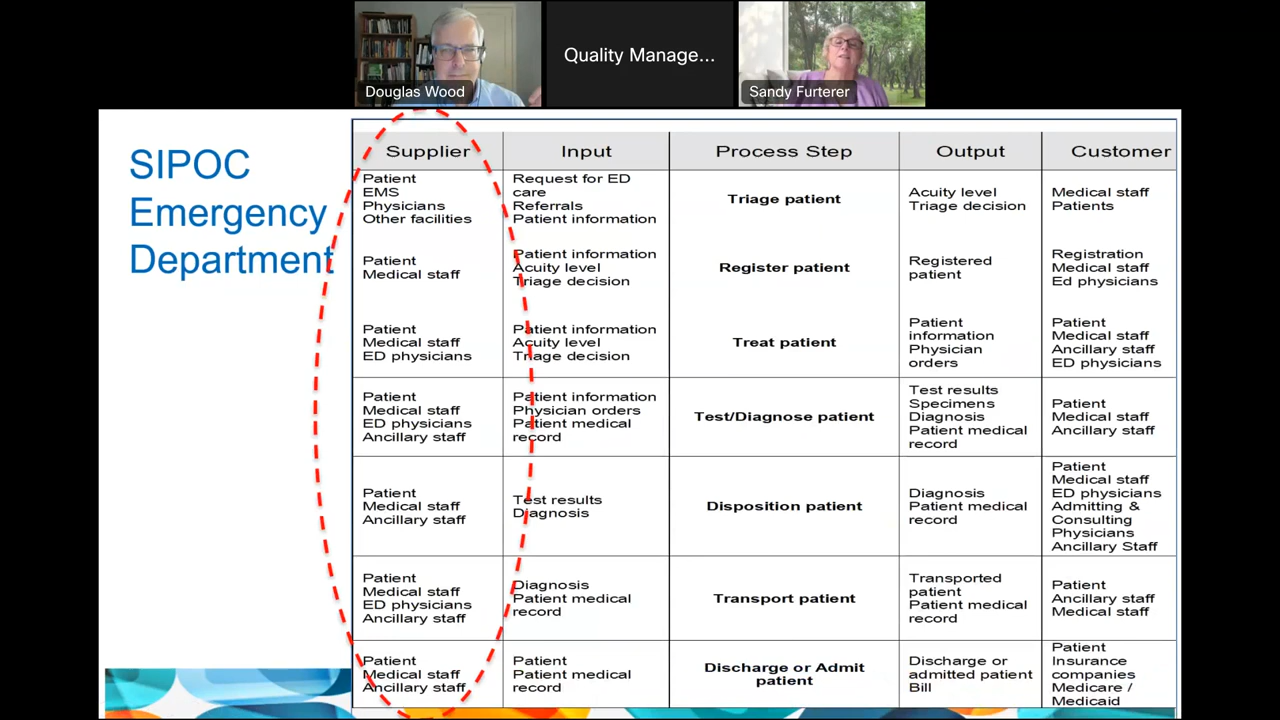 Douglas Wood
Quality Manage...
Sandy Furterer
SIPOC
Emergency
Department
Supplier
Input
Process Step
Output
Customer
Patient
EMS
Physicians
Other facilities
Request for ED
care
Referrals
Patient information
Triage patient
Acuity level
Triage decision
Medical staff
Patients
Patient
Medical staff
Patient information
Acuity level
Triage decision
Register patient
Registered
patient
Registration
Medical staff
Ed physicians
Patient
Medical staff
ED physicians
Patient information
Acuity level
Triage decision
Treat patient
Patient
information
Physician
orders
Patient
Medical staff
Ancillary staff
ED physicians
Patient
Medical staff
ED physicians
Ancillary staff
Patient information
Physician orders
Patient medical
record
Test/Diagnose patient
Test results
Specimens
Diagnosis
Patient medical
record
Patient
Medical staff
Ancillary staff
Patient
Medical staff
Ancillary staff
Test results
Diagnosis
Disposition patient
Diagnosis
Patient medical
record
Patient
Medical staff
ED physicians
Admitting &
Consulting
Physicians
Ancillary Staff
Patient
Medical staff
ED physicians
Ancillary staff
Diagnosis
Patient medical
record
Transport patient
Transported
patient
Patient medical
record
Patient
Ancillary staff
Medical staff
Patient
Medical staff
Ancillary staff
Patient
Patient medical
record
Discharge or Admit
patient
Discharge or
admitted patient
Bill
Patient
Insurance
companies
Medicare /
Medicaid